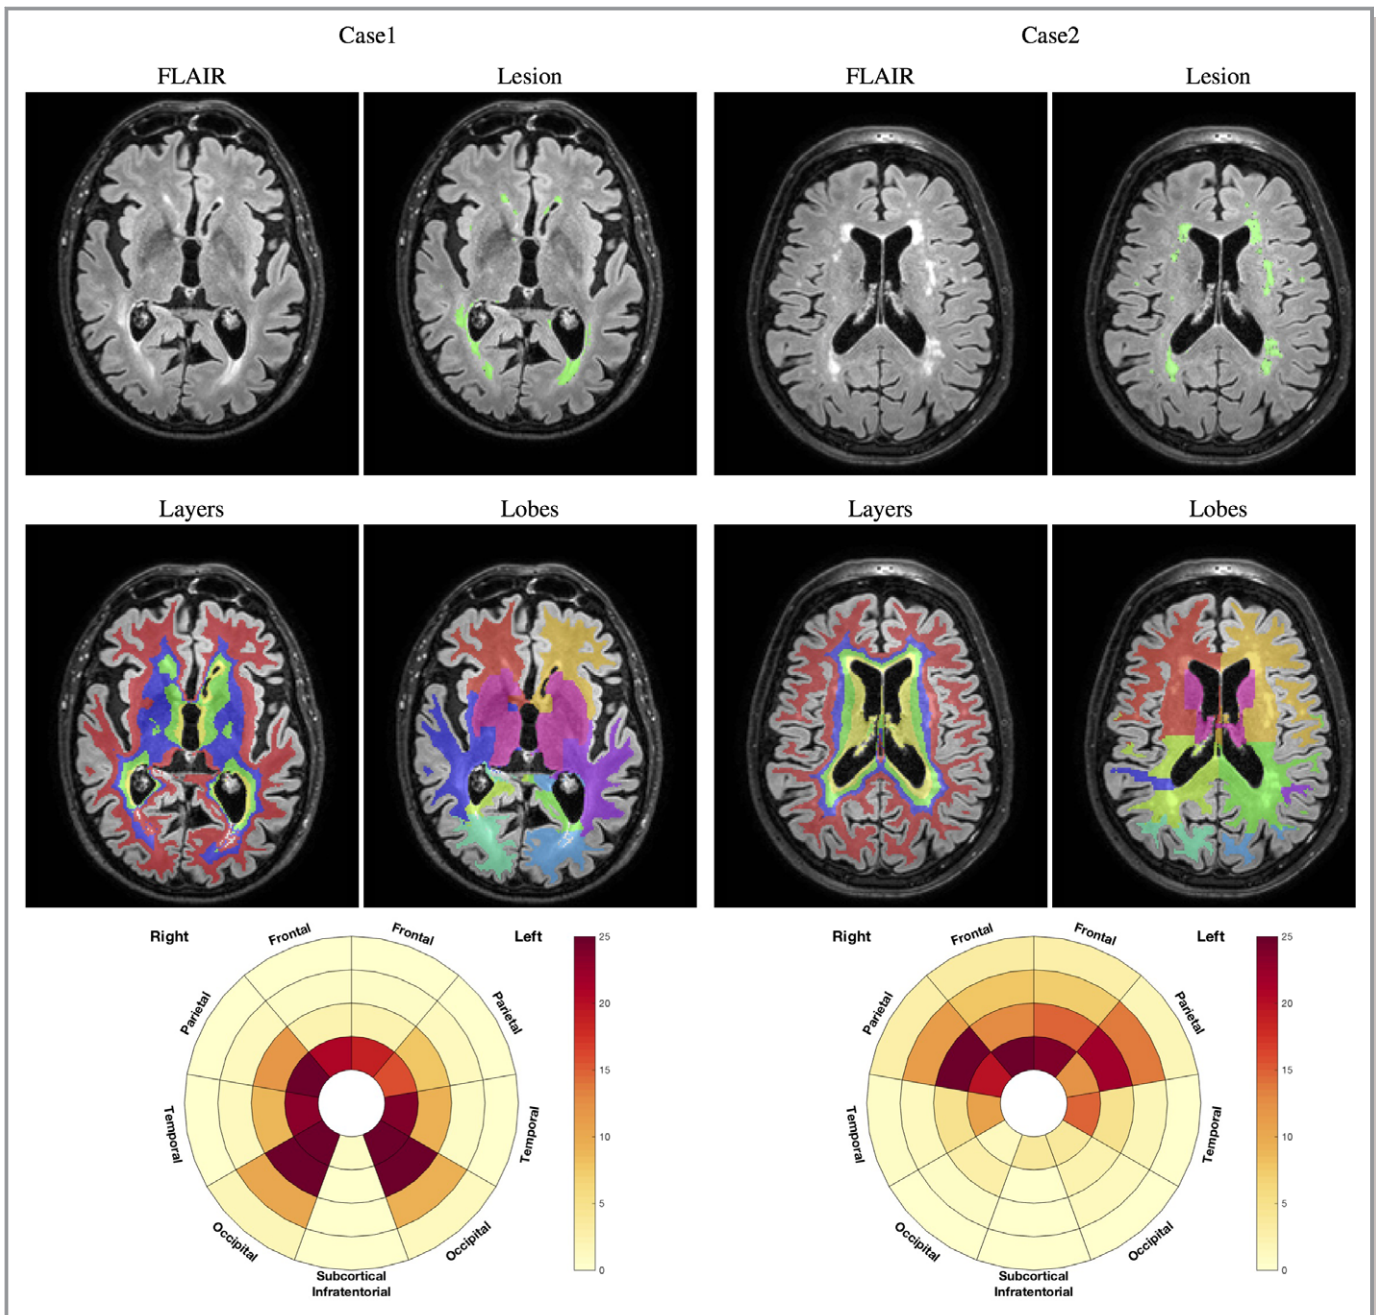 Case1
Case2
FLAIR
Lesion
FLAIR
Lesion
Layers
Lobes
Layers
Lobes
Right
Frontal
Frontal
Left
Parietal
Parietal
Temporal
Temporal
Occipital
Occipital
Subcortical
Infratentorial
25
20
15
10
5
0
Right
Frontal
Frontal
Left
Parietal
Parietal
Temporal
Temporal
Occipital
Occipital
Subcortical
Infratentorial
25
20
15
10
5
0